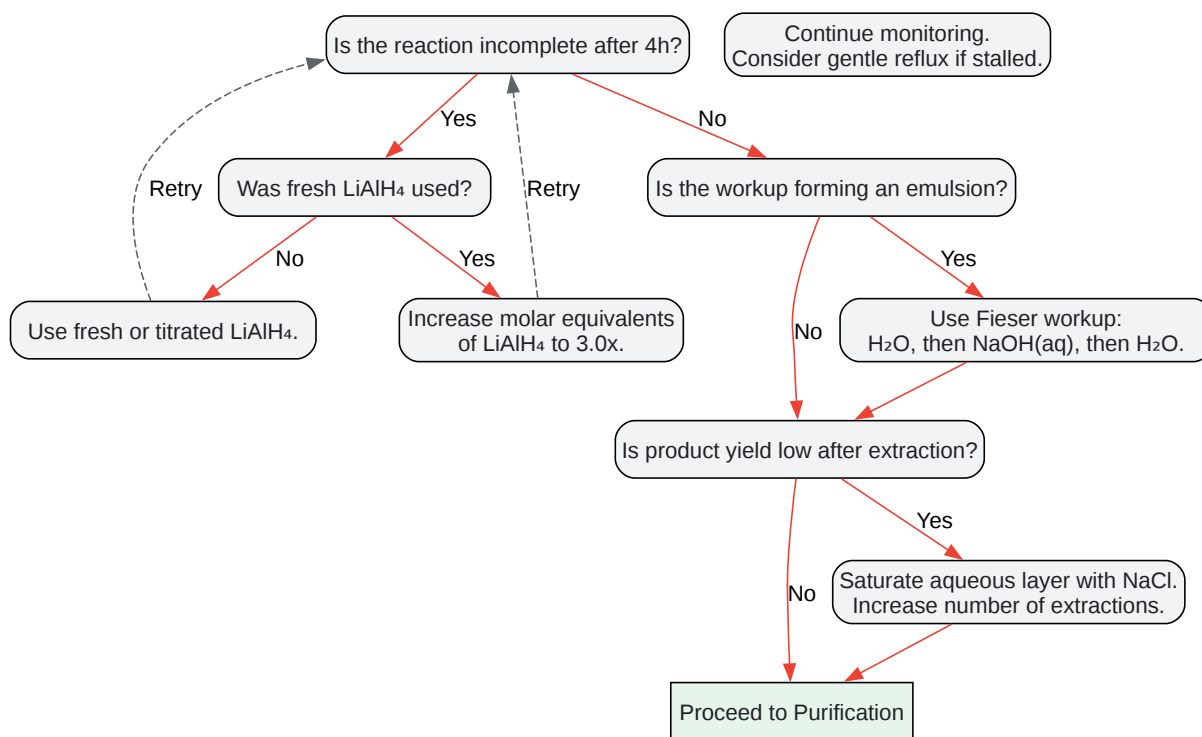 Is the reaction incomplete after 4h?
Continue monitoring.
Consider gentle reflux if stalled.
Yes
No
Was fresh LiAlH₄ used?
Is the workup forming an emulsion?
Retry
Retry
No
Yes
Yes
Use fresh or titrated LiAlH₄.
Increase molar equivalents
of LiAlH₄ to 3.0x.
No
Use Fieser workup:
H₂O, then NaOH(aq), then H₂O.
Is product yield low after extraction?
Yes
No
Saturate aqueous layer with NaCl.
Increase number of extractions.
Proceed to Purification